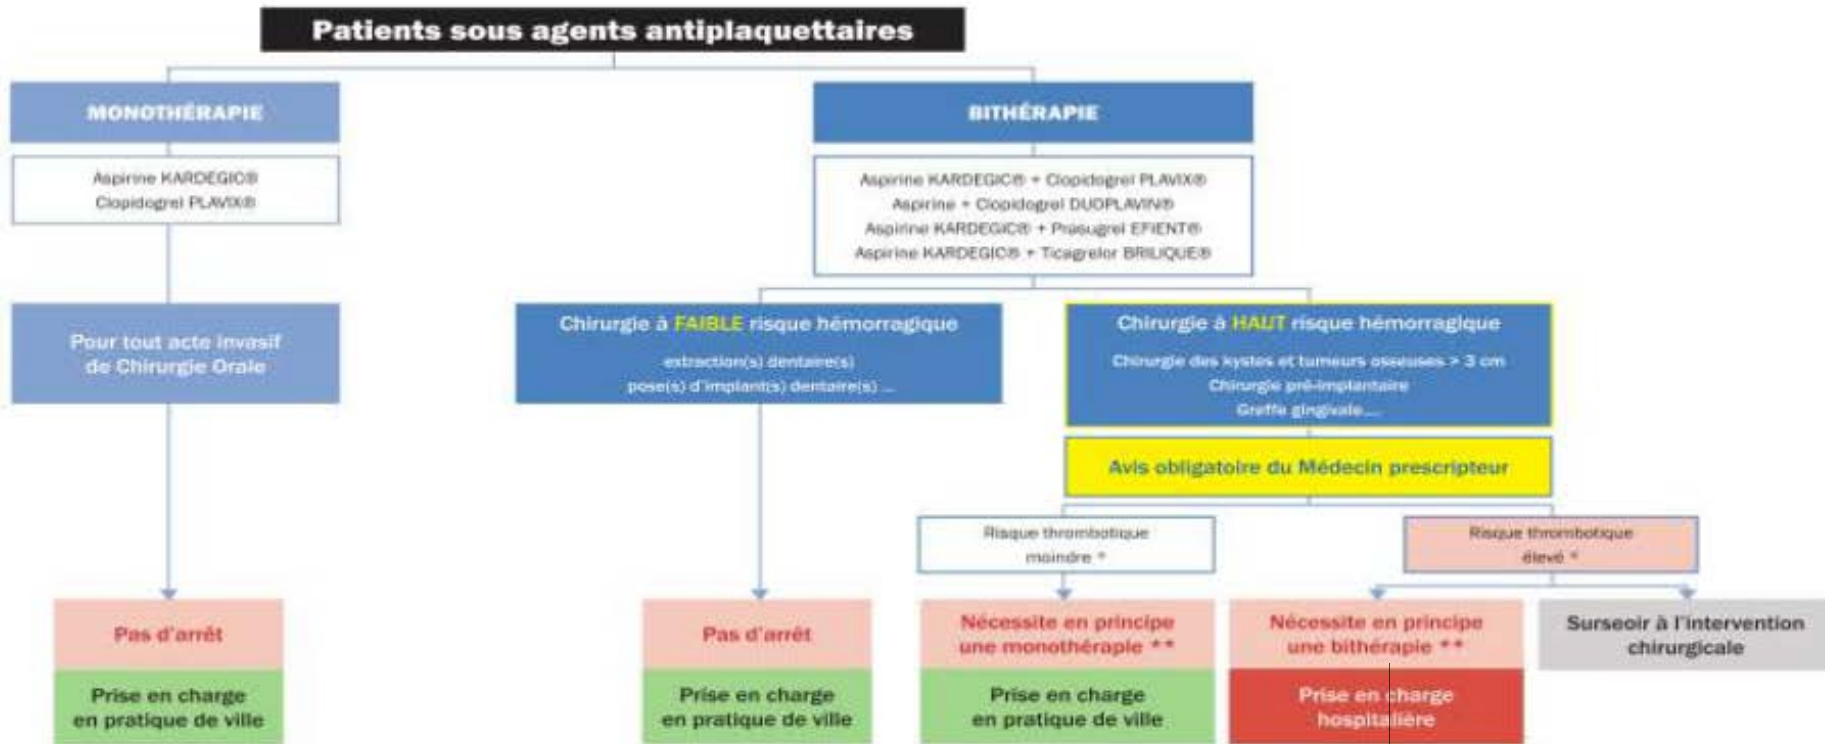 Patients sous agents antiplaquettaires
MONOTHÉRAPIE
Aspirine KARDEGIC®
Clopidogrel PLAVIX®
Pour tout acte invasif
de Chirurgie Orale
Pas d'arrêt
Prise en charge
en pratique de ville
BITHÉRAPIE
Aspirine KARDEGIC® + Clopidogrel PLAVIX®
Aspirine + Clopidogrel DUOPLAVIN®
Aspirine KARDEGIC® + Prasugrel EFIENT®
Aspirine KARDEGIC® + Ticagrelor BRILIQUE®
Chirurgie à FAIBLE risque hémorragique
extraction(s) dentaire(s)
pose(s) d'implant(s) dentaire(s) ...
Pas d'arrêt
Prise en charge
en pratique de ville
Chirurgie à HAUT risque hémorragique
Chirurgie des kystes et tumeurs osseuses > 3 cm
Chirurgie pré-implantaire
Greffe gingivale...
Avis obligatoire du Médecin prescripteur
Risque thrombotique
moindre *
Nécessite en principe
une monothérapie **
Prise en charge
en pratique de ville
Risque thrombotique
élevé *
Nécessite en principe
une bithérapie **
Prise en charge
hospitalière
Surseoir à l'intervention
chirurgicale